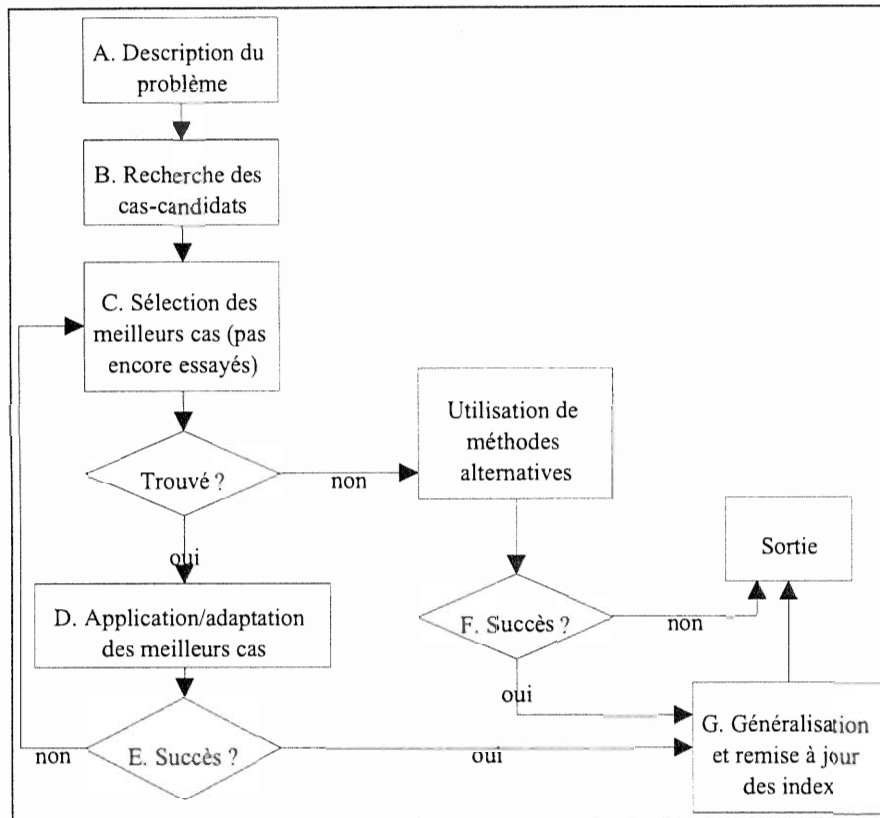 A. Description du
problème
B. Recherche des
cas-candidats
C. Sélection des
meilleurs cas (pas
encore essayés)
Trouvé ?
non
oui
Utilisation de
méthodes
alternatives
D. Application/adaptation
des meilleurs cas
E. Succès ?
non
oui
F. Succès ?
non
oui
Sortie
G. Généralisation
et remise à jour
des index